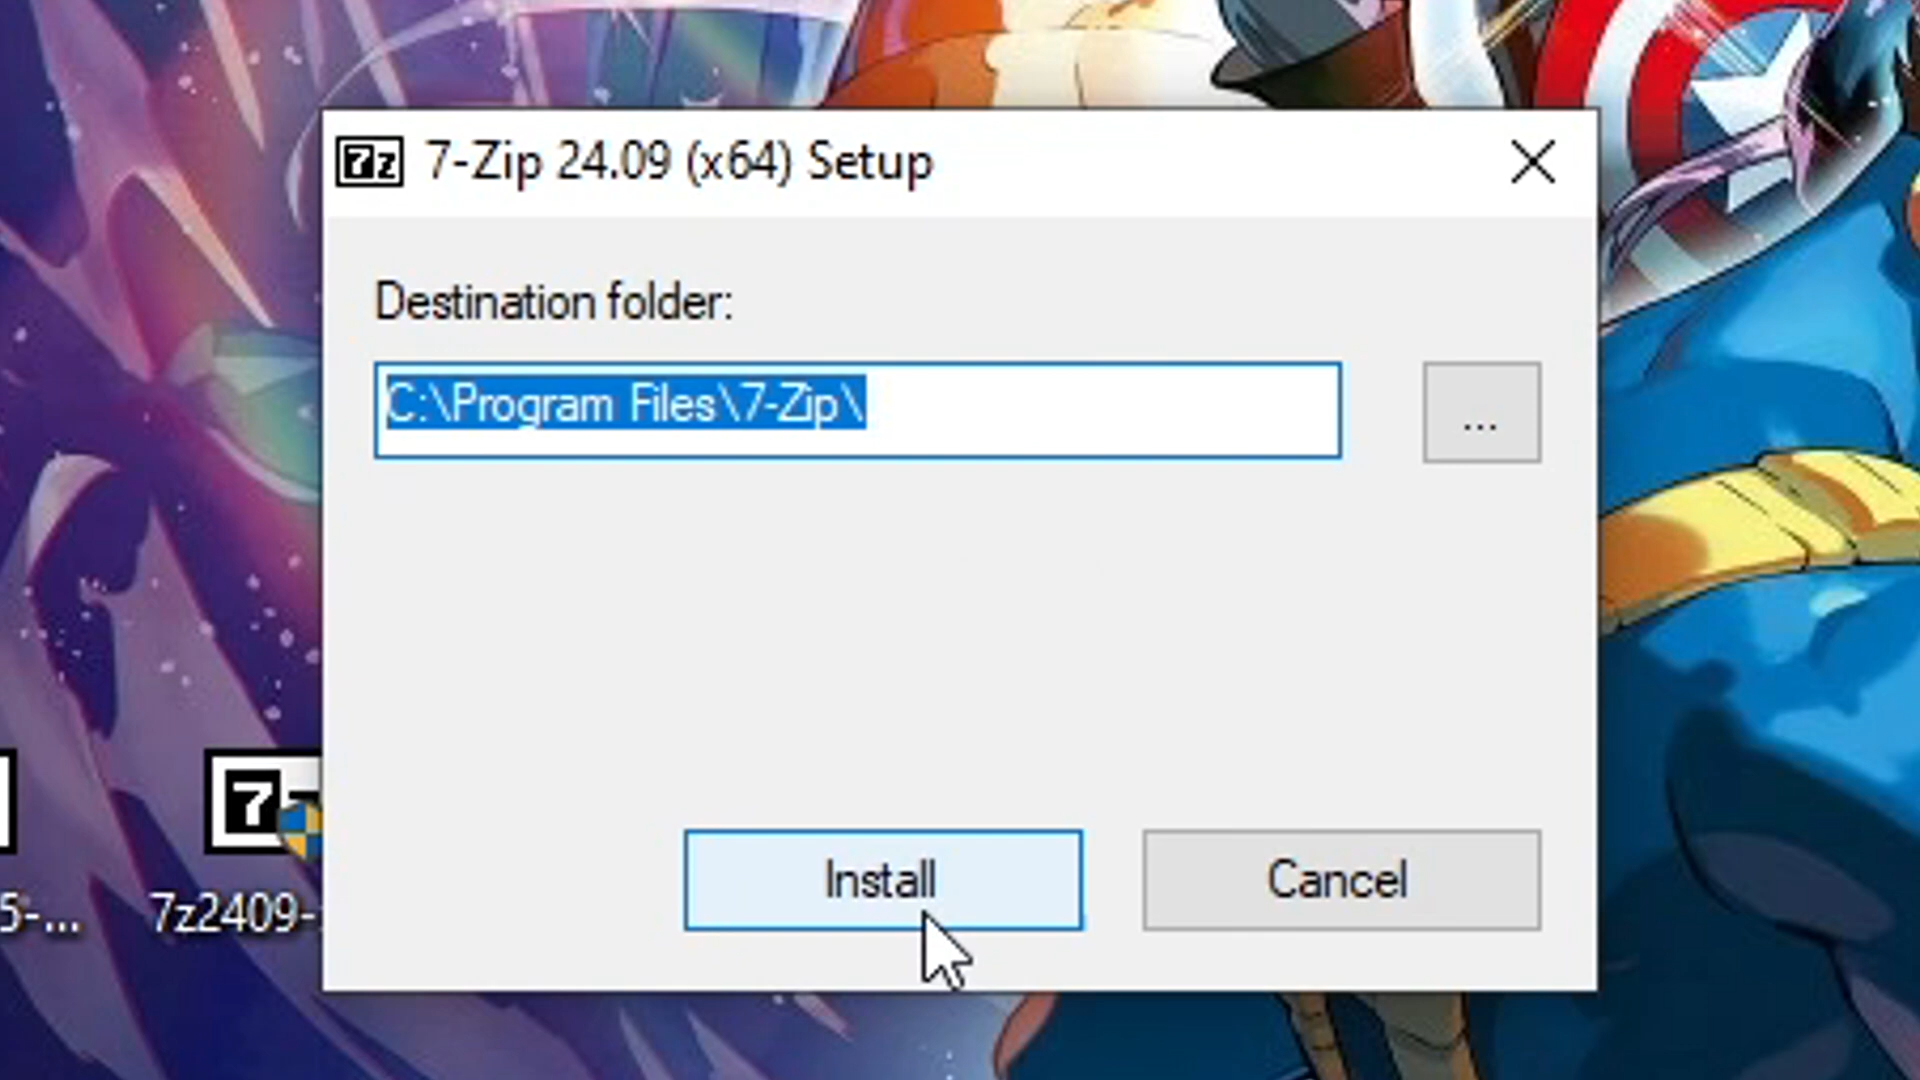 7z 7-Zip 24.09 (x64) Setup
Destination folder:
C:\Program Files\7-Zip\
...
Install Cancel
7
5-... 7z2409-